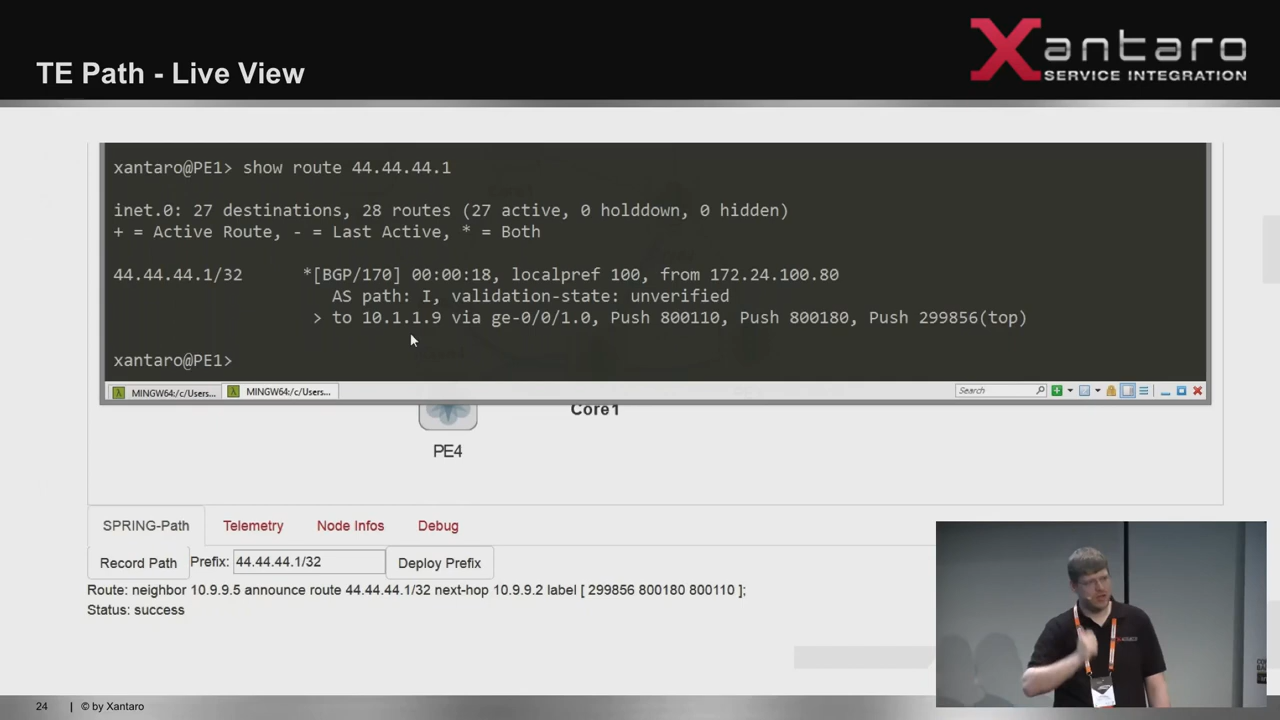 TE Path - Live View
Xantaro
SERVICE INTEGRATION
xantaro@PE1> show route 44.44.44.1
inet.0: 27 destinations, 28 routes (27 active, 0 holddown, 0 hidden)
+ = Active Route, - = Last Active, * = Both
44.44.44.1/32 *[BGP/170] 00:00:18, localpref 100, from 172.24.100.80
AS path: I, validation-state: unverified
> to 10.1.1.9 via ge-0/0/1.0, Push 800110, Push 800180, Push 299856(top)
xantaro@PE1>
MINGW64:/c/Users... MINGW64:/c/Users... Search
Core1
PE4
SPRING-Path Telemetry Node Infos Debug
Record Path Prefix: 44.44.44.1/32 Deploy Prefix
Route: neighbor 10.9.9.5 announce route 44.44.44.1/32 next-hop 10.9.9.2 label [ 299856 800180 800110 ];
Status: success
24 | © by Xantaro